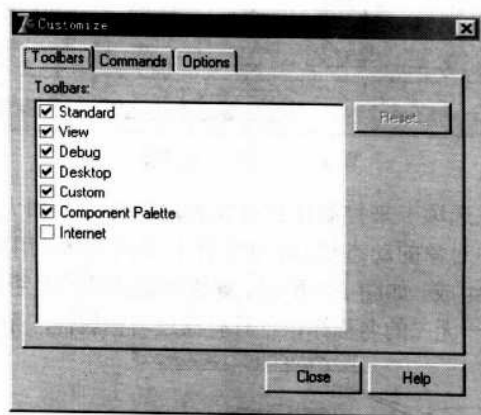 Customize
Toolbars Commands Options
Toolbars:
Standard
View
Debug
Desktop
Custom
Component Palette
Internet
Reset...
Close Help